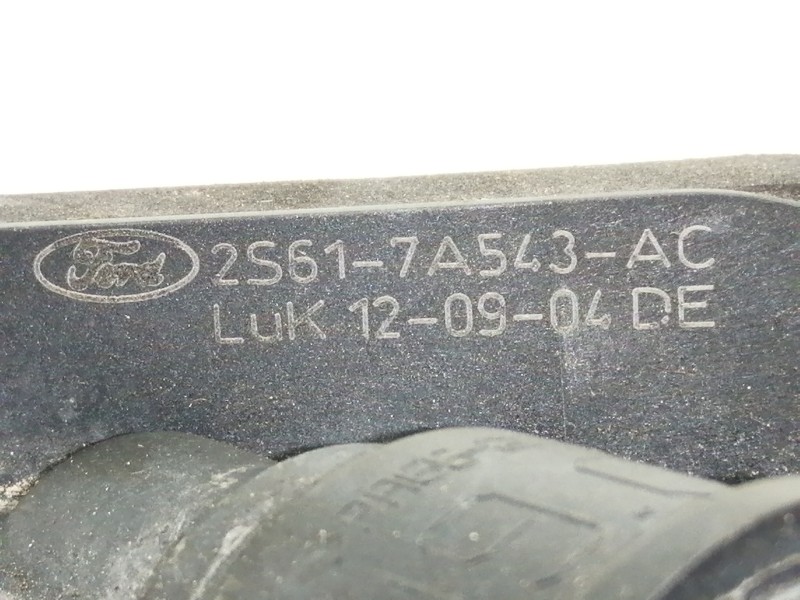 Ford 2S61-7A543-AC
LuK 12-09-04 DE